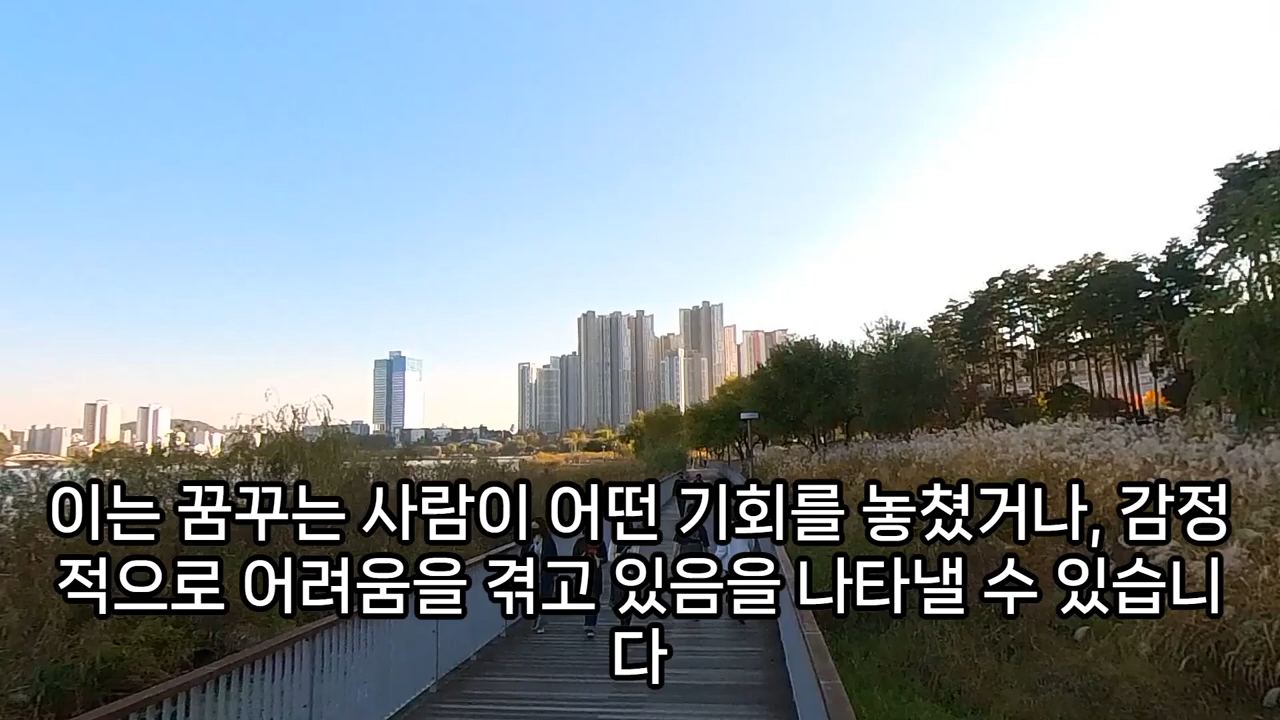 이는 꿈꾸는 사람이 어떤 기회를 놓쳤거나, 감정
적으로 어려움을 겪고 있음을 나타낼 수 있습니
다